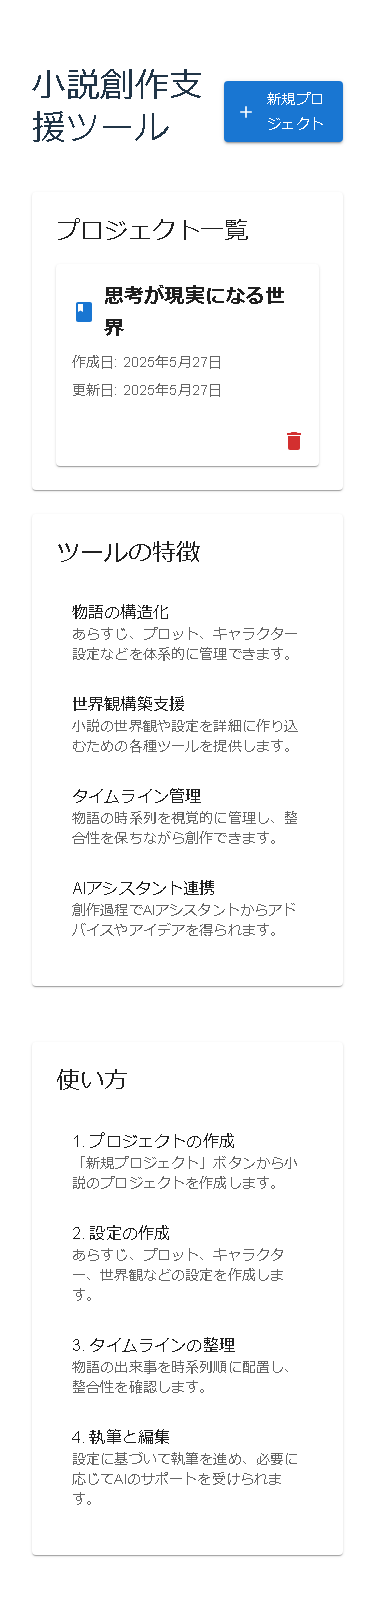 小説創作支
援ツール
新規プロ
ジェクト
プロジェクト一覧
思考が現実になる世
界
作成日: 2025年5月27日
更新日: 2025年5月27日
ツールの特徴
物語の構造化
あらすじ、プロット、キャラクター
設定などを体系的に管理できます。
世界観構築支援
小説の世界観や設定を詳細に作り込
むための各種ツールを提供します。
タイムライン管理
物語の時系列を視覚的に管理し、整
合性を保ちながら創作できます。
AIアシスタント連携
創作過程でAIアシスタントからアド
バイスやアイデアを得られます。
使い方
1. プロジェクトの作成
「新規プロジェクト」ボタンから小
説のプロジェクトを作成します。
2. 設定の作成
あらすじ、プロット、キャラクタ
ー、世界観などの設定を作成しま
す。
3. タイムラインの整理
物語の出来事を時系列順に配置し、
整合性を確認します。
4. 執筆と編集
設定に基づいて執筆を進め、必要に
応じてAIのサポートを受けられま
す。